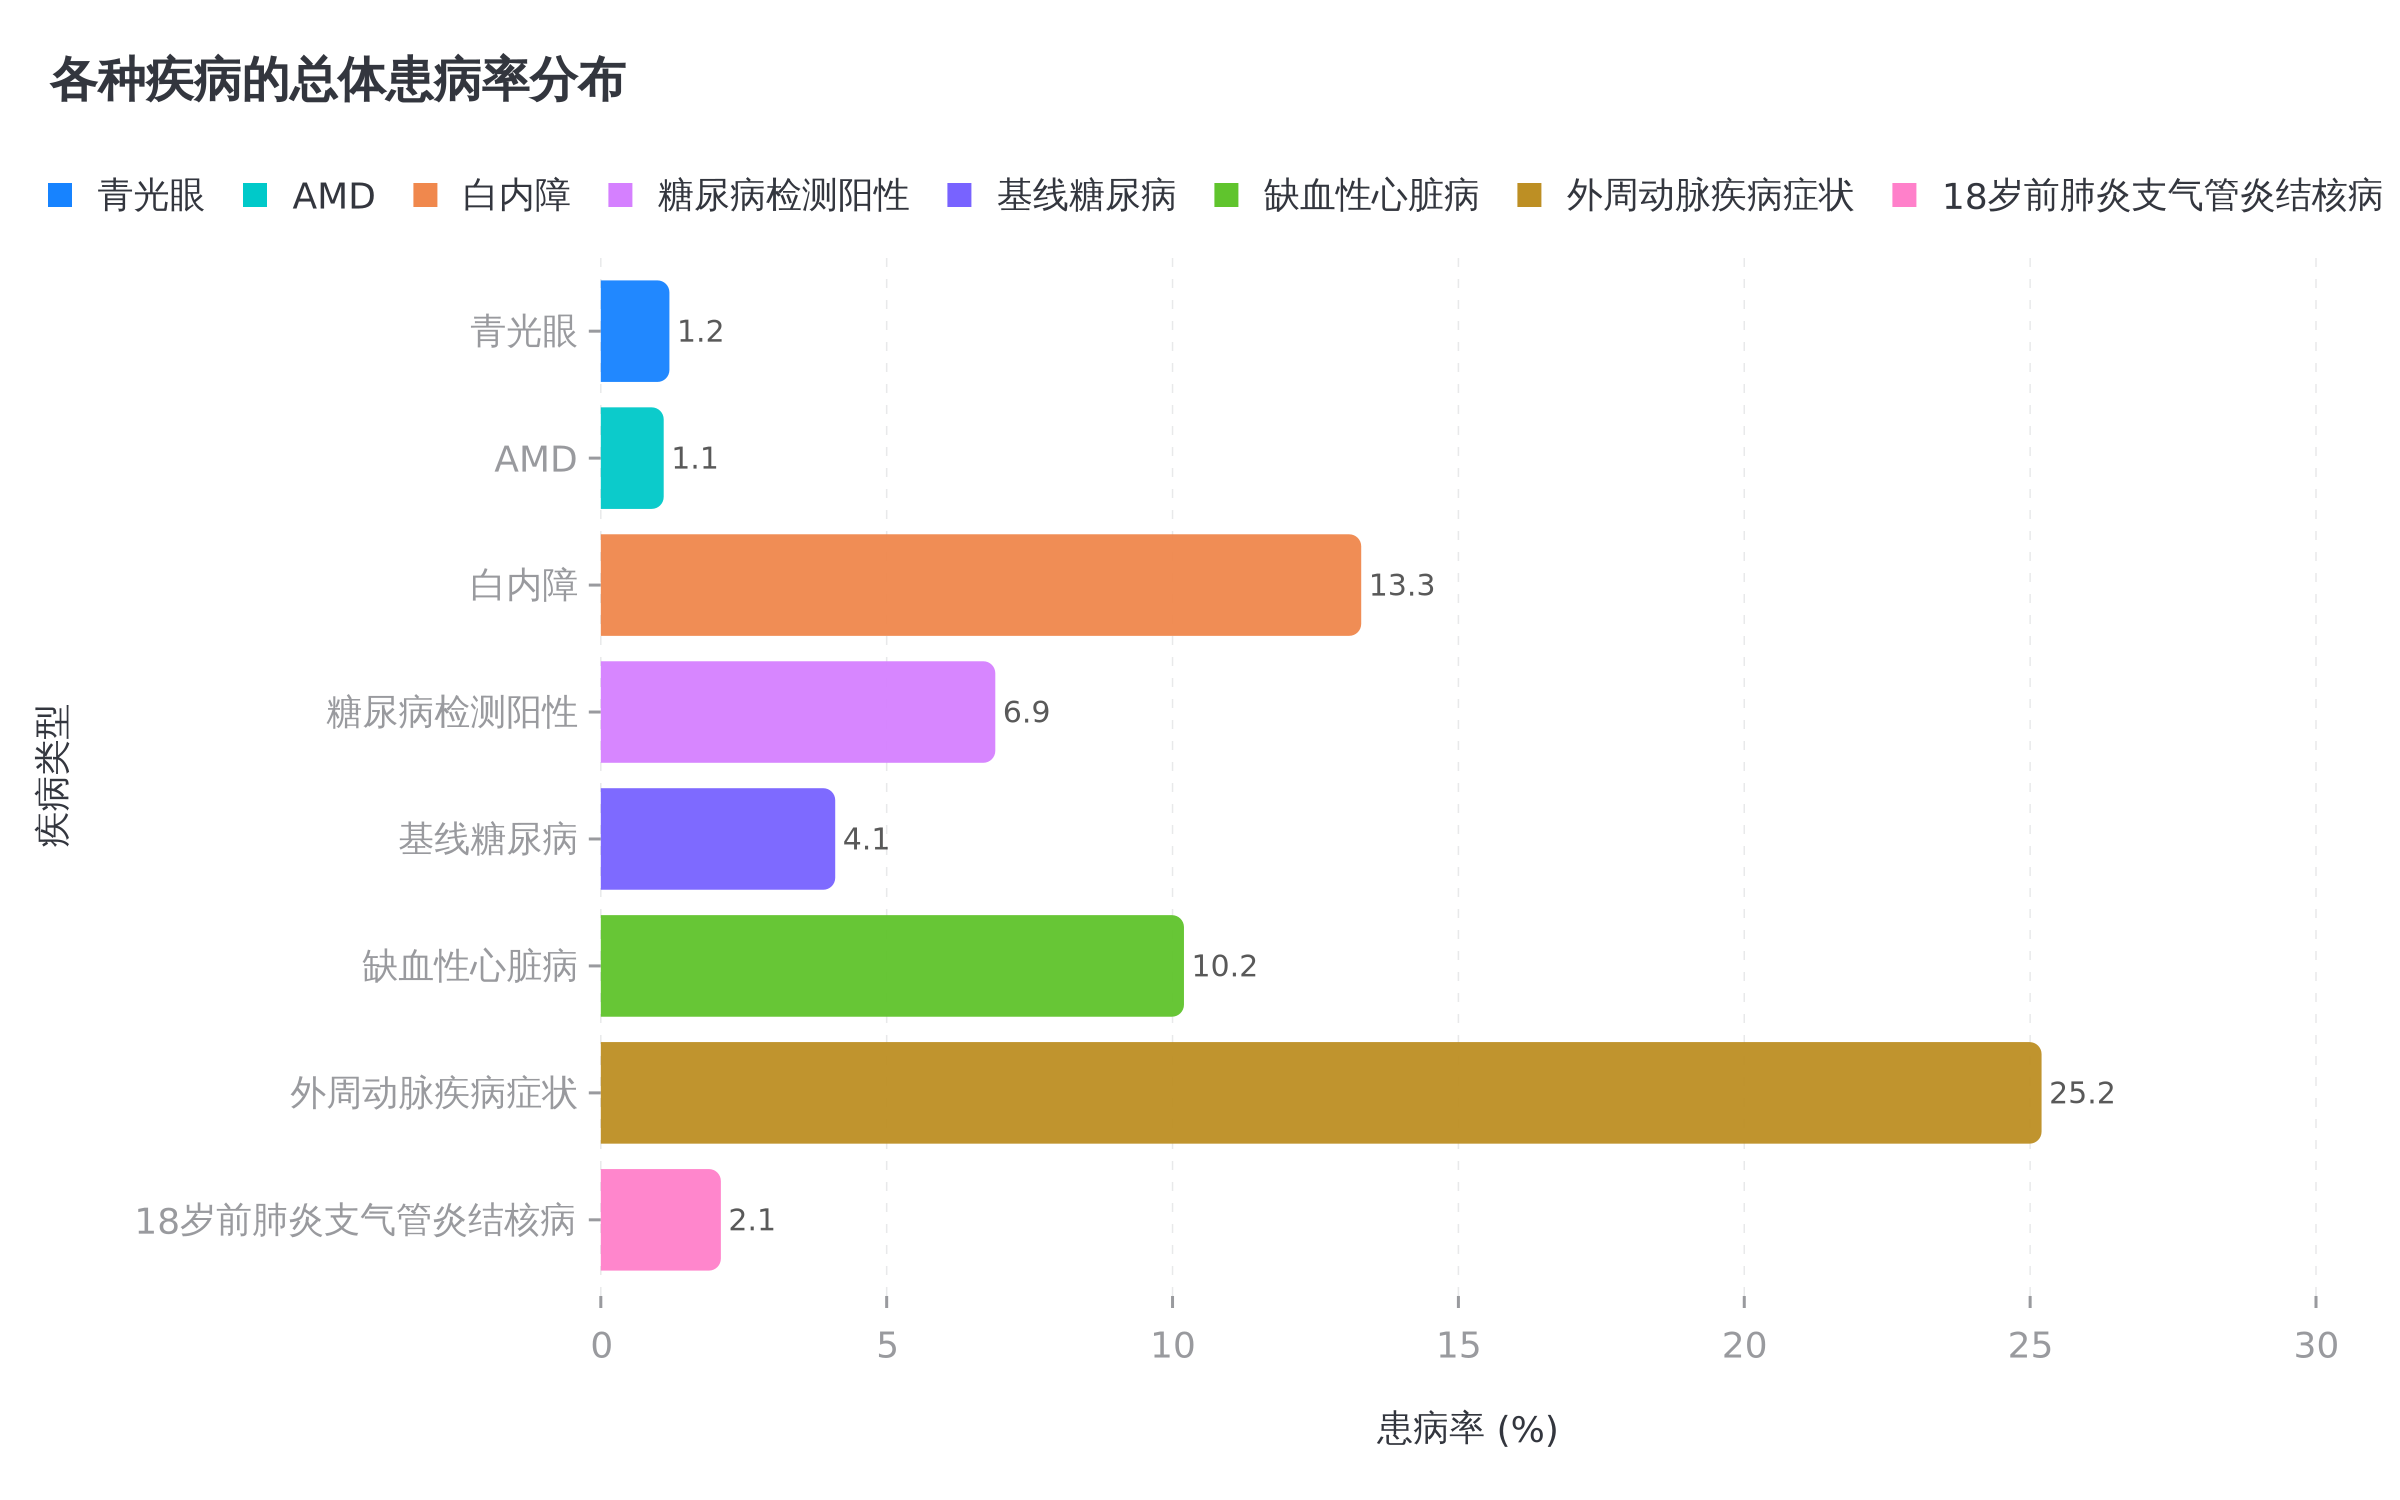 各种疾病的总体患病率分布
青光眼 AMD 白内障 糖尿病检测阳性 基线糖尿病 缺血性心脏病 外周动脉疾病症状 18岁前肺炎支气管炎结核病
青光眼 1.2
AMD 1.1
白内障 13.3
糖尿病检测阳性 6.9
基线糖尿病 4.1
缺血性心脏病 10.2
外周动脉疾病症状 25.2
18岁前肺炎支气管炎结核病 2.1
疾病类型
0 5 10 15 20 25 30
患病率 (%)